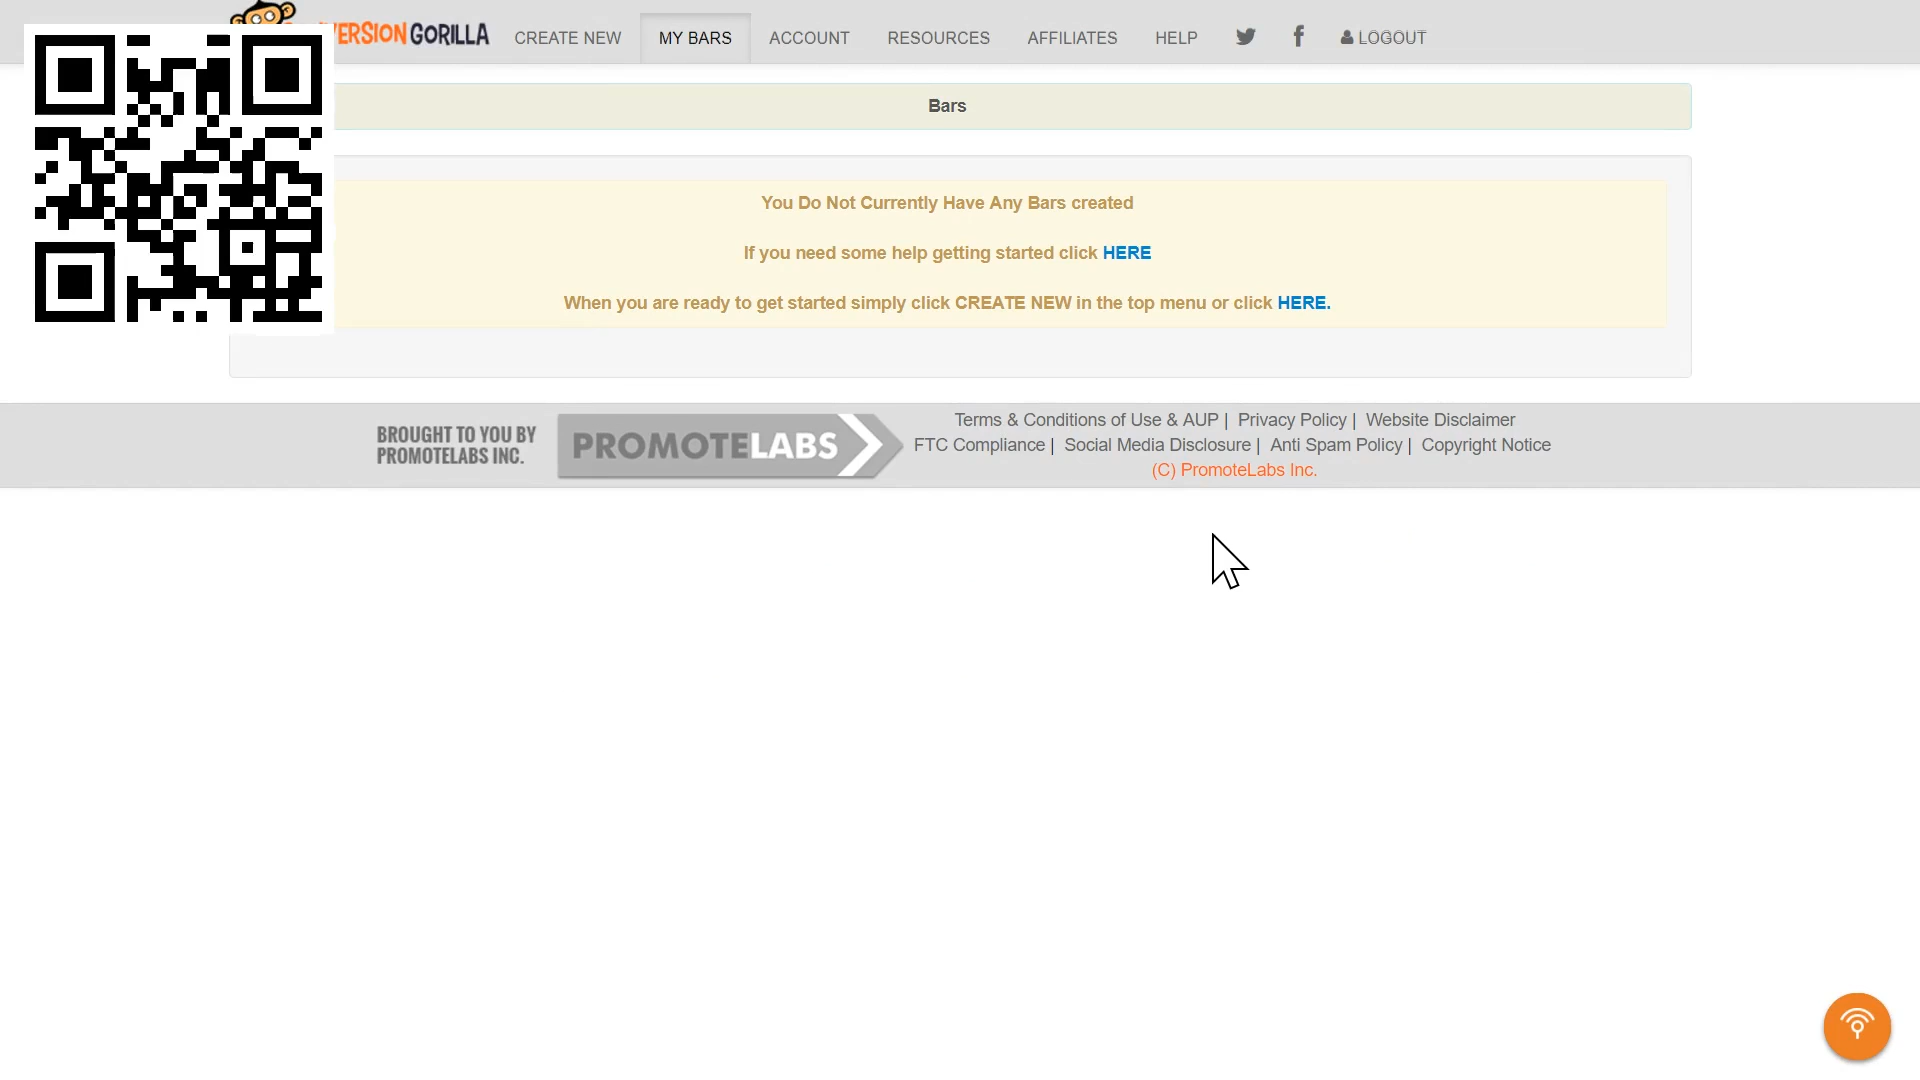 VERSION GORILLA
CREATE NEW
MY BARS
ACCOUNT
RESOURCES
AFFILIATES
HELP
LOGOUT
Bars
You Do Not Currently Have Any Bars created
If you need some help getting started click HERE
When you are ready to get started simply click CREATE NEW in the top menu or click HERE.
BROUGHT TO YOU BY
PROMOTELABS INC.
PROMOTELABS
Terms & Conditions of Use & AUP | Privacy Policy | Website Disclaimer
FTC Compliance | Social Media Disclosure | Anti Spam Policy | Copyright Notice
(C) PromoteLabs Inc.